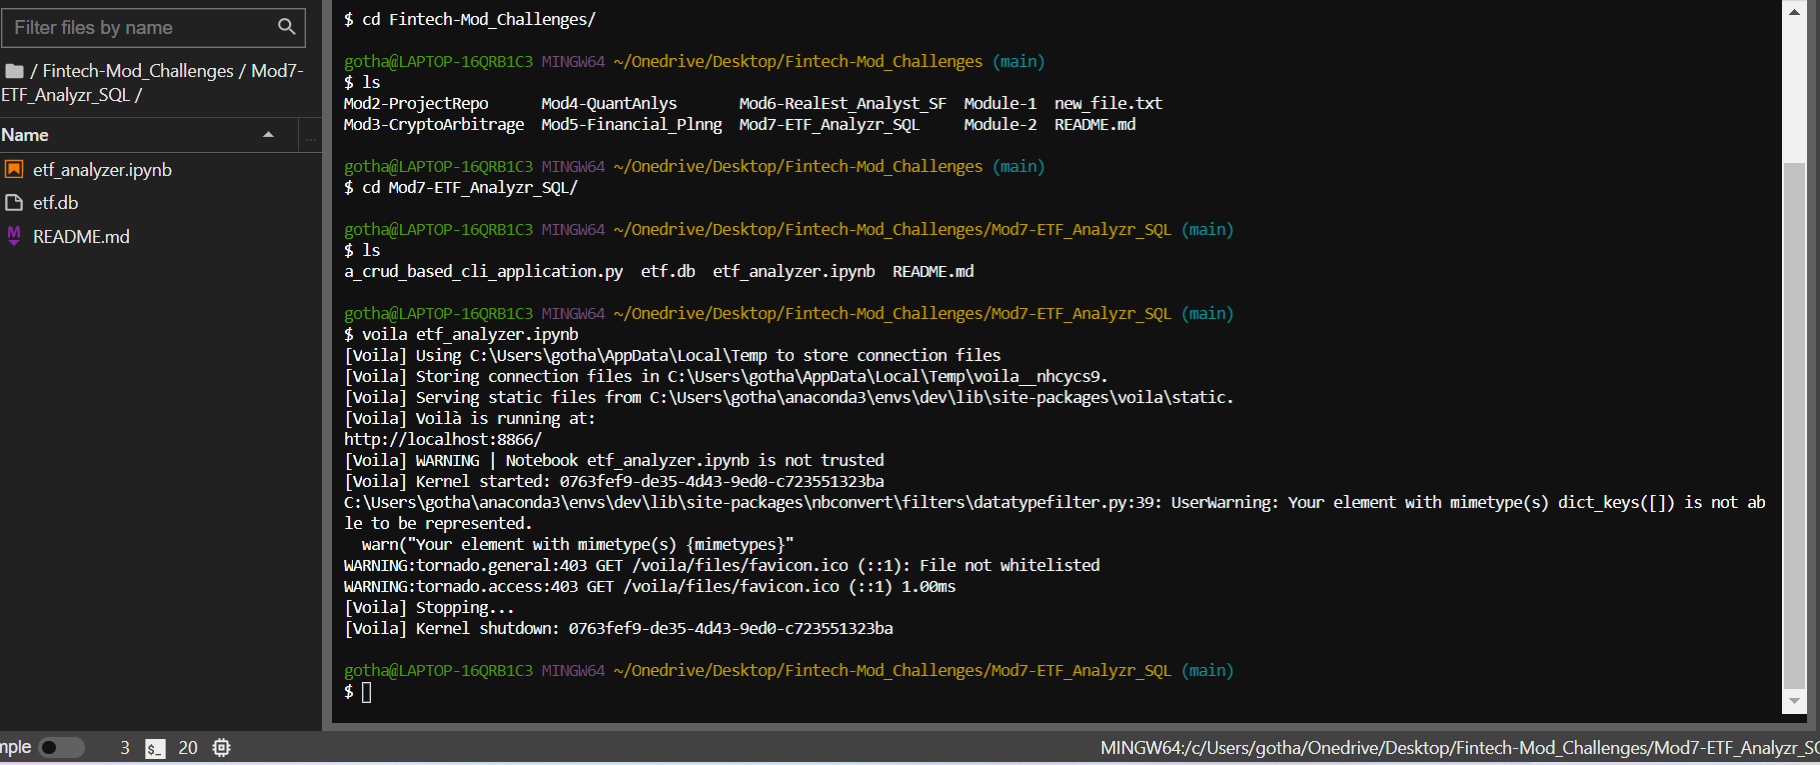 Filter files by name
/ Fintech-Mod_Challenges / Mod7-
ETF_Analyzr_SQL /
Name
...
etf_analyzer.ipynb
etf.db
README.md
$ cd Fintech-Mod_Challenges/
gotha@LAPTOP-16QRB1C3 MINGW64 ~/Onedrive/Desktop/Fintech-Mod_Challenges (main)
$ ls
Mod2-ProjectRepo Mod4-QuantAnlys Mod6-RealEst_Analyst_SF Module-1 new_file.txt
Mod3-CryptoArbitrage Mod5-Financial_Plnng Mod7-ETF_Analyzr_SQL Module-2 README.md
gotha@LAPTOP-16QRB1C3 MINGW64 ~/Onedrive/Desktop/Fintech-Mod_Challenges (main)
$ cd Mod7-ETF_Analyzr_SQL/
gotha@LAPTOP-16QRB1C3 MINGW64 ~/Onedrive/Desktop/Fintech-Mod_Challenges/Mod7-ETF_Analyzr_SQL (main)
$ ls
a_crud_based_cli_application.py etf.db etf_analyzer.ipynb README.md
gotha@LAPTOP-16QRB1C3 MINGW64 ~/Onedrive/Desktop/Fintech-Mod_Challenges/Mod7-ETF_Analyzr_SQL (main)
$ voila etf_analyzer.ipynb
[Voila] Using C:\Users\gotha\AppData\Local\Temp to store connection files
[Voila] Storing connection files in C:\Users\gotha\AppData\Local\Temp\voila__nhcycs9.
[Voila] Serving static files from C:\Users\gotha\anaconda3\envs\dev\lib\site-packages\voila\static.
[Voila] Voilà is running at:
http://localhost:8866/
[Voila] WARNING | Notebook etf_analyzer.ipynb is not trusted
[Voila] Kernel started: 0763fef9-de35-4d43-9ed0-c723551323ba
C:\Users\gotha\anaconda3\envs\dev\lib\site-packages\nbconvert\filters\datatypefilter.py:39: UserWarning: Your element with mimetype(s) dict_keys([]) is not ab
le to be represented.
warn("Your element with mimetype(s) {mimetypes}"
WARNING:tornado.general:403 GET /voila/files/favicon.ico (::1): File not whitelisted
WARNING:tornado.access:403 GET /voila/files/favicon.ico (::1) 1.00ms
[Voila] Stopping...
[Voila] Kernel shutdown: 0763fef9-de35-4d43-9ed0-c723551323ba
gotha@LAPTOP-16QRB1C3 MINGW64 ~/Onedrive/Desktop/Fintech-Mod_Challenges/Mod7-ETF_Analyzr_SQL (main)
$
mple 3 $_ 20 MINGW64:/c/Users/gotha/Onedrive/Desktop/Fintech-Mod_Challenges/Mod7-ETF_Analyzr_SQ